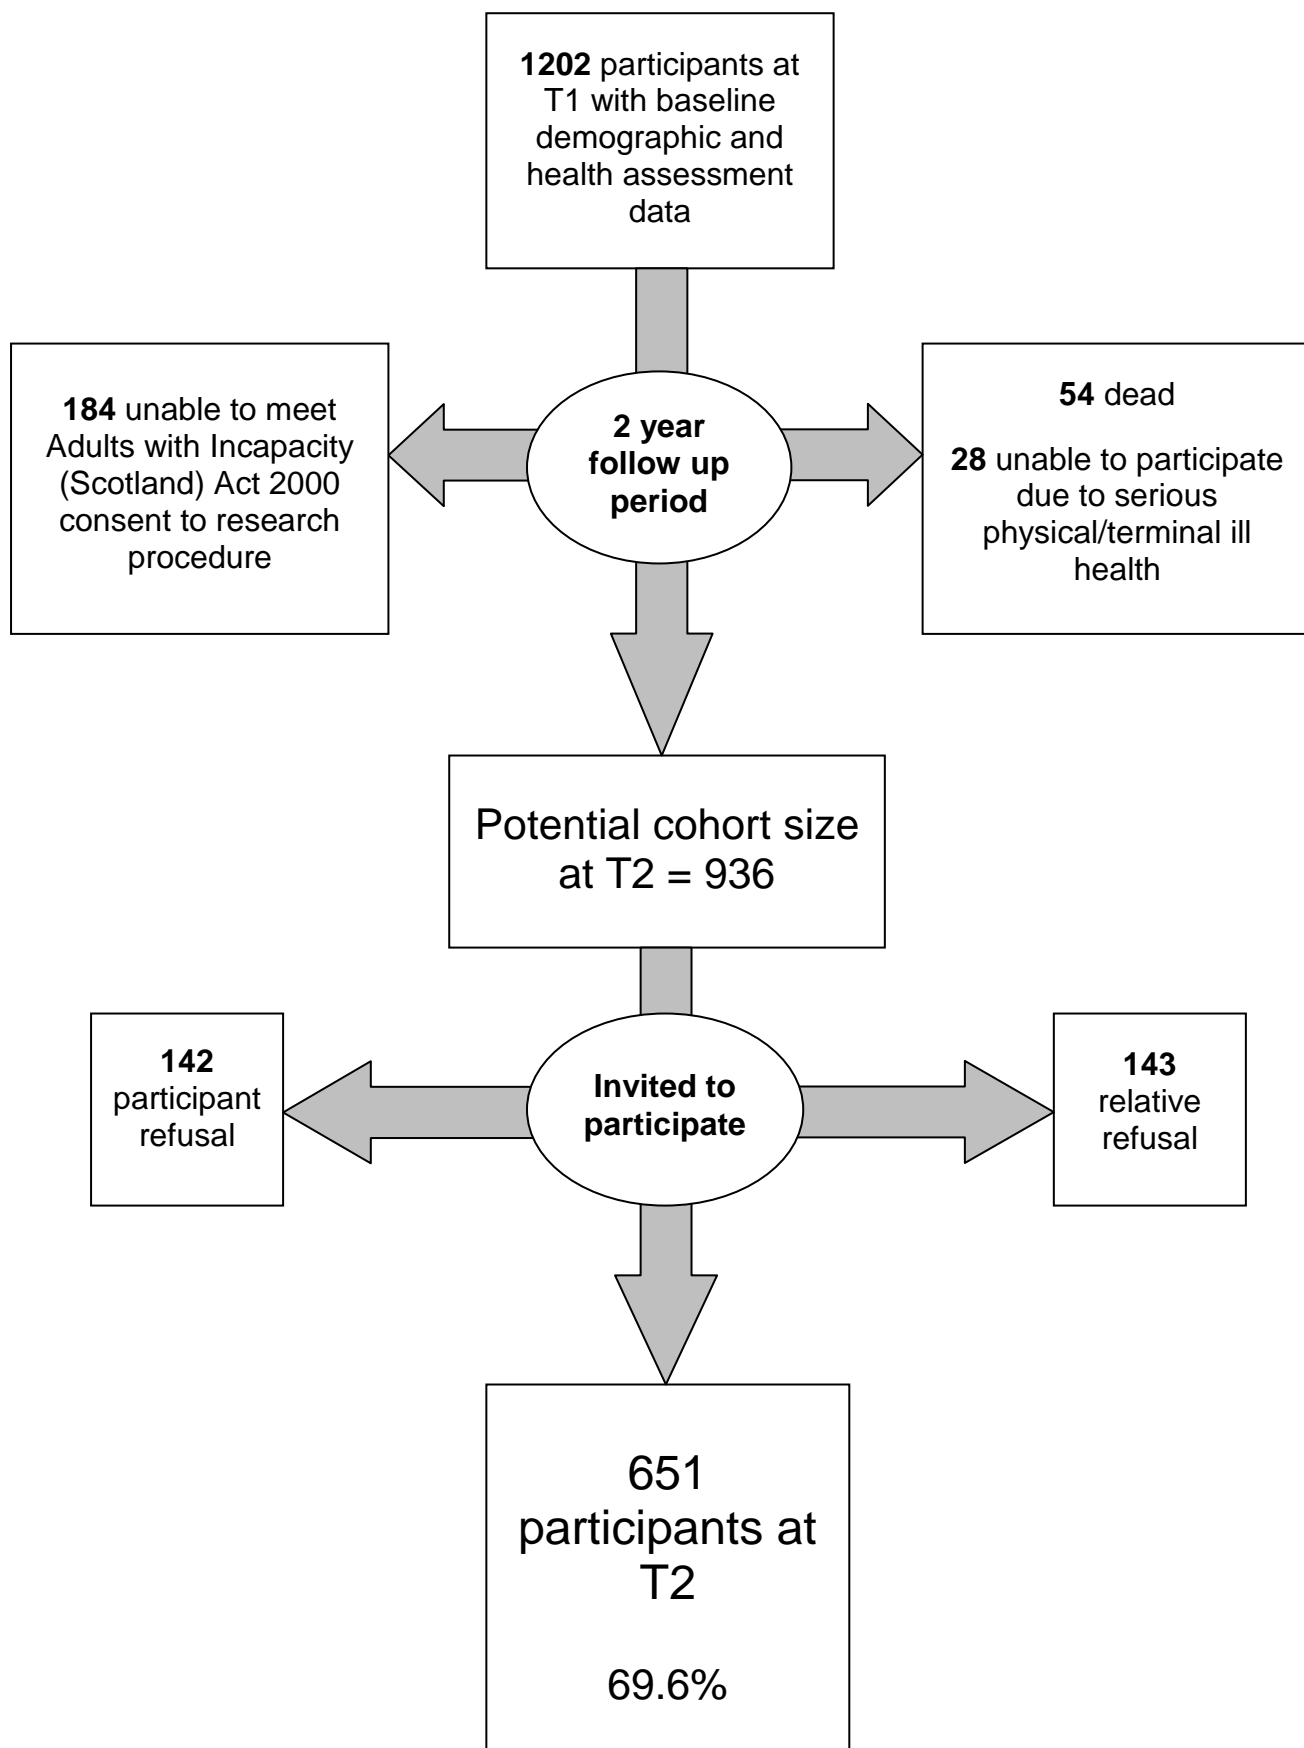 1202 participants at
T1 with baseline
demographic and
health assessment
data
184 unable to meet
Adults with Incapacity
(Scotland) Act 2000
consent to research
procedure
2 year
follow up
period
54 dead
28 unable to participate
due to serious
physical/terminal ill
health
Potential cohort size
at T2 = 936
142
participant
refusal
Invited to
participate
143
relative
refusal
651
participants at
T2
69.6%